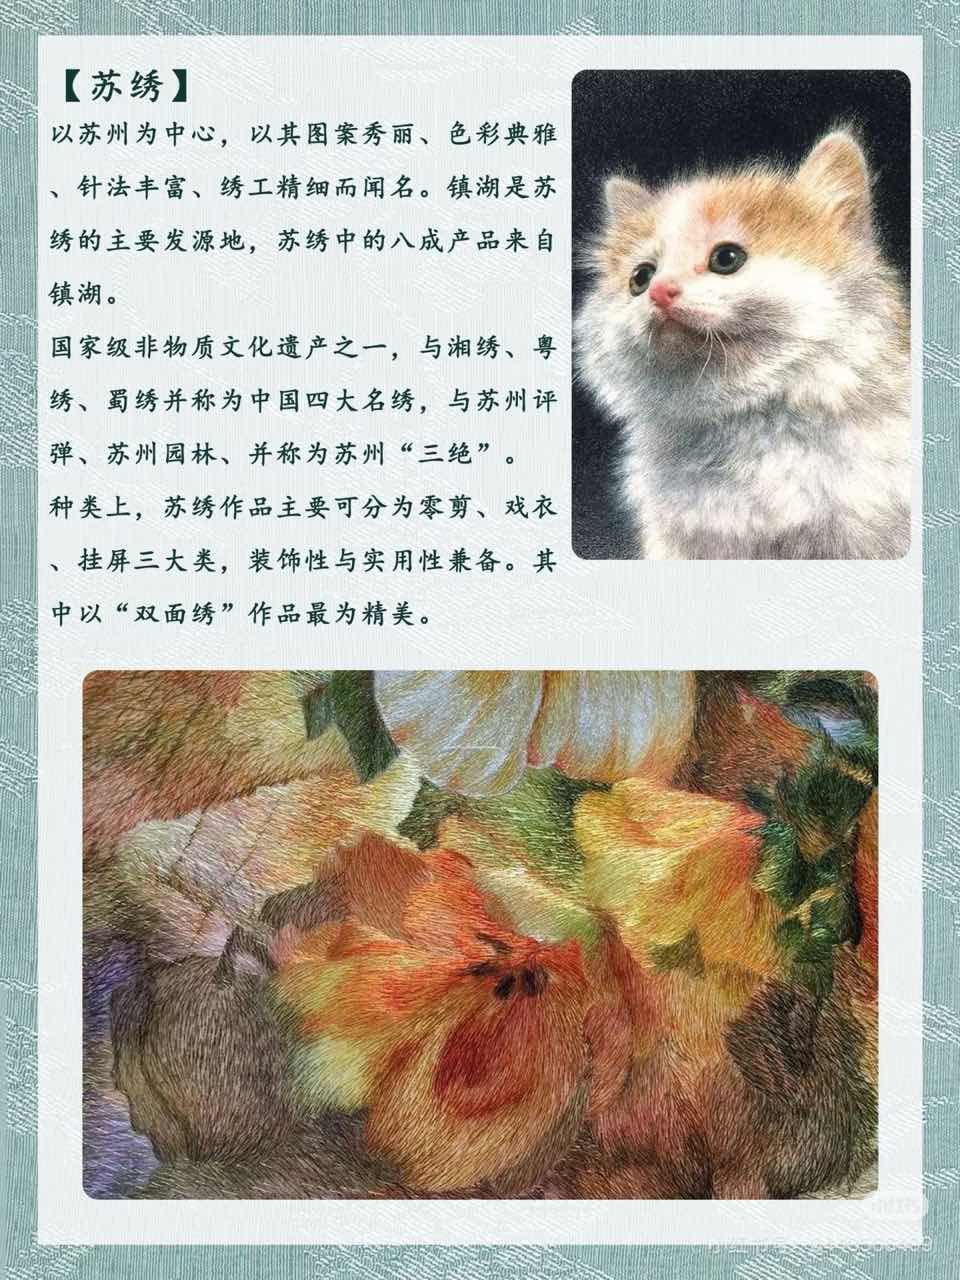 【苏绣】
以苏州为中心，以其图案秀丽、色彩典雅
、针法丰富、绣工精细而闻名。镇湖是苏
绣的主要发源地，苏绣中的八成产品来自
镇湖。
国家级非物质文化遗产之一，与湘绣、粤
绣、蜀绣并称为中国四大名绣，与苏州评
弹、苏州园林、并称为苏州“三绝”。
种类上，苏绣作品主要可分为零剪、戏衣
、挂屏三大类，装饰性与实用性兼备。其
中以“双面绣”作品最为精美。
小红书